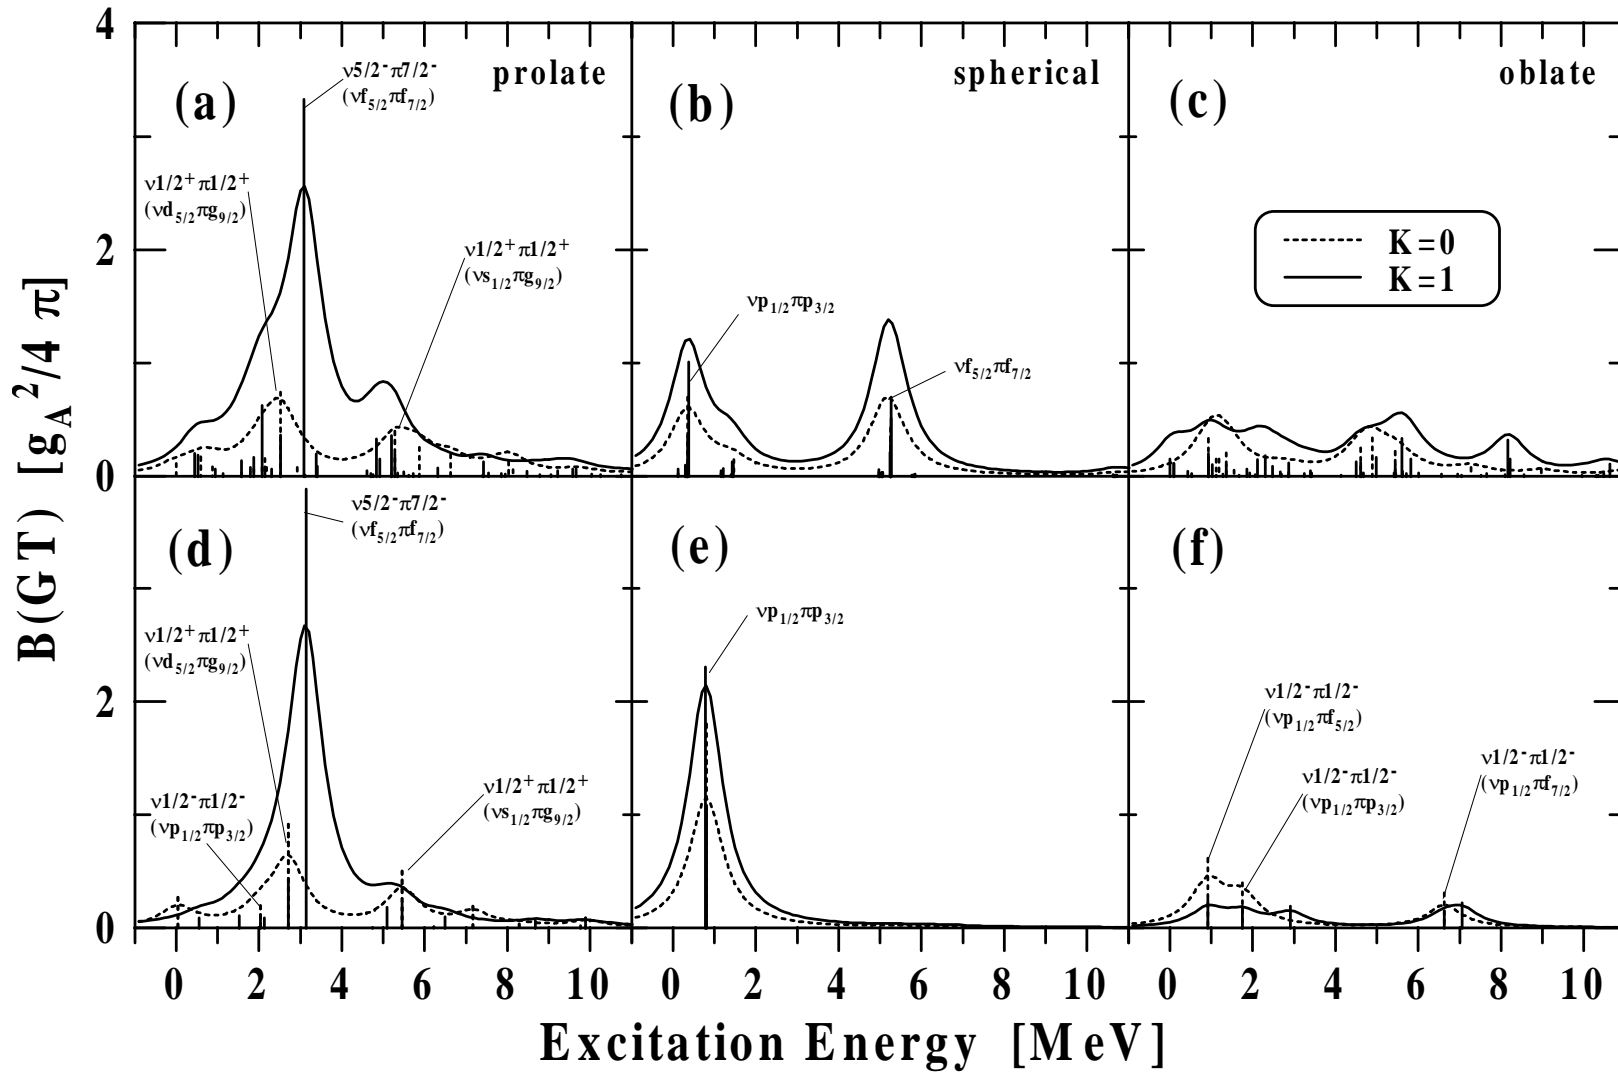 B(GT) [g_A^2/4 π]
4
2
0
2
0
(a)
prolate
ν5/2⁻π7/2⁻
(νf₅/₂πf₇/₂)
ν1/2⁺π1/2⁺
(νd₅/₂πg₉/₂)
ν1/2⁺π1/2⁺
(νs₁/₂πg₉/₂)
(b)
spherical
νp₁/₂πp₃/₂
νf₅/₂πf₇/₂
(c)
oblate
K=0
K=1
(d)
ν5/2⁻π7/2⁻
(νf₅/₂πf₇/₂)
ν1/2⁺π1/2⁺
(νd₅/₂πg₉/₂)
ν1/2⁻π1/2⁻
(νp₁/₂πp₃/₂)
ν1/2⁺π1/2⁺
(νs₁/₂πg₉/₂)
(e)
νp₁/₂πp₃/₂
(f)
ν1/2⁻π1/2⁻
(νp₁/₂πf₅/₂)
ν1/2⁻π1/2⁻
(νp₁/₂πp₃/₂)
ν1/2⁻π1/2⁻
(νp₁/₂πf₇/₂)
0 2 4 6 8 10 0 2 4 6 8 10 0 2 4 6 8 10
Excitation Energy [MeV]